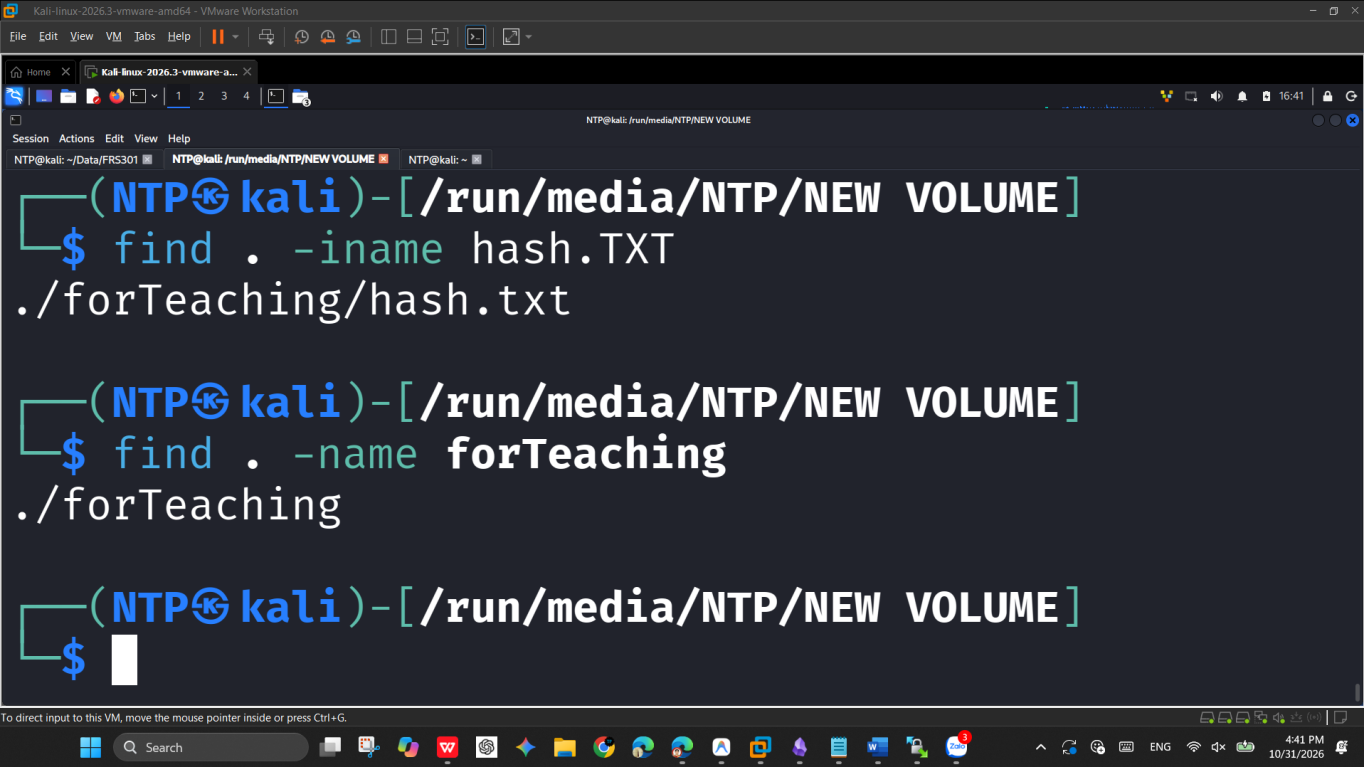 Kali-linux-2026.3-vmware-amd64 - VMware Workstation
File Edit View VM Tabs Help
Home Kali-linux-2026.3-vmware-a...
1 2 3 4 3 16:41
NTP@kali: /run/media/NTP/NEW VOLUME
Session Actions Edit View Help
NTP@kali: ~/Data/FRS301 NTP@kali: /run/media/NTP/NEW VOLUME NTP@kali: ~
┌──(NTP㉿kali)-[/run/media/NTP/NEW VOLUME]
└─$ find . -iname hash.TXT
./forTeaching/hash.txt
┌──(NTP㉿kali)-[/run/media/NTP/NEW VOLUME]
└─$ find . -name forTeaching
./forTeaching
┌──(NTP㉿kali)-[/run/media/NTP/NEW VOLUME]
└─$
To direct input to this VM, move the mouse pointer inside or press Ctrl+G.
Search Zalo 3 ENG 4:41 PM
10/31/2026